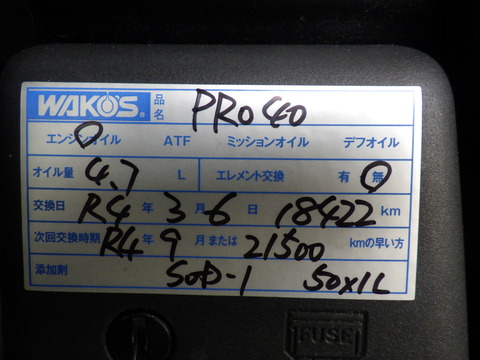 WAKO'S® 品名 PRO40
エンジンオイル ATF ミッションオイル デフオイル
オイル量 4.7 L エレメント交換 有 無
交換日 R4 年 3 月 6 日 18422 km
次回交換時期 R4 年 9 月または 21500 kmの早い方
添加剤 SOD-1 50×1L
FUSE